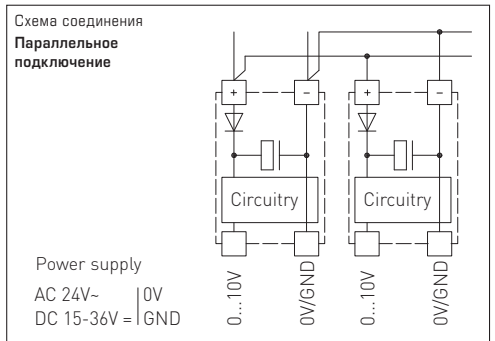 Схема соединения
Параллельное
подключение
+ − + −
Circuitry Circuitry
Power supply
AC 24V~ 0V
DC 15-36V = GND
0...10V 0V/GND 0...10V 0V/GND